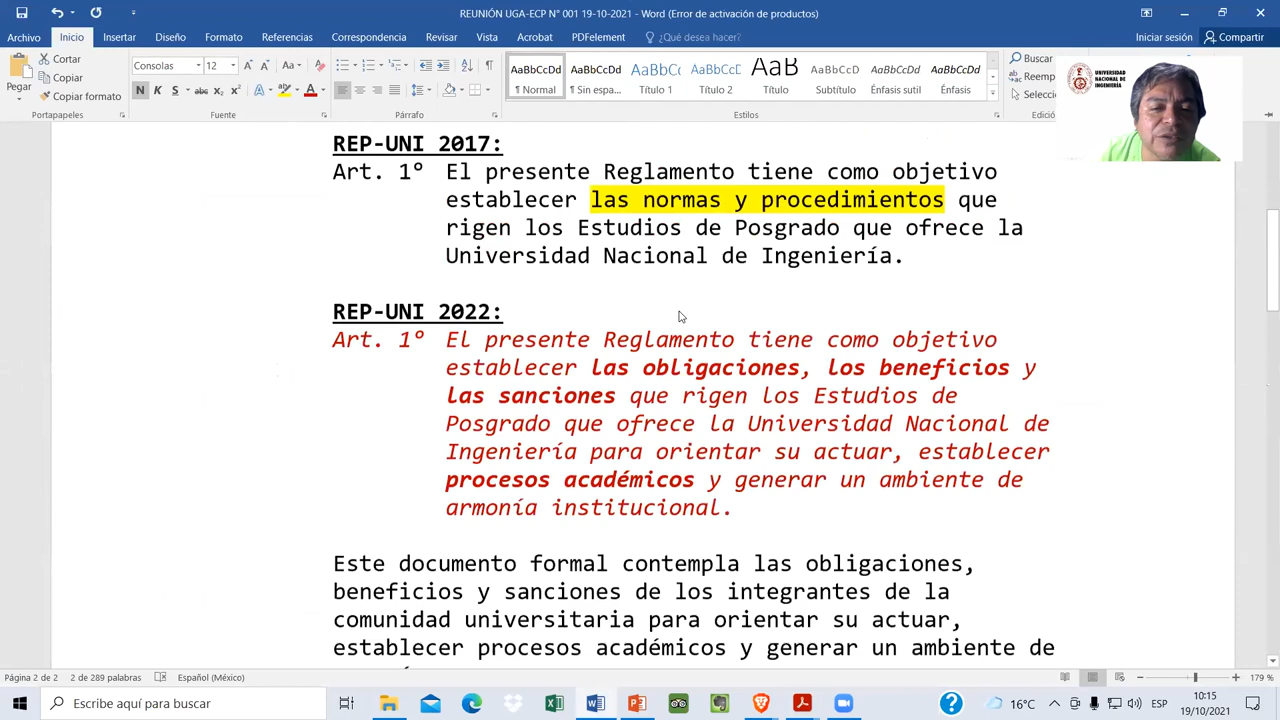 REUNIÓN UGA-ECP N° 001 19-10-2021 - Word (Error de activación de productos)
Archivo Inicio Insertar Diseño Formato Referencias Correspondencia Revisar Vista Acrobat PDFelement ¿Qué desea hacer? Iniciar sesión Compartir
Pegar
Cortar
Copiar
Copiar formato
Portapapeles
Consolas 12
Fuente
Párrafo
AaBbCcDd AaBbCcDd AaBbCc AaBbCcD AaB AaBbCcD AaBbCcDd AaBbCcDd
¶ Normal ¶ Sin espa... Título 1 Título 2 Título Subtítulo Énfasis sutil Énfasis
Estilos
Buscar
Reemp
Selecci
Edició
UNIVERSIDAD
NACIONAL DE
INGENIERÍA
REP-UNI 2017:
Art. 1° El presente Reglamento tiene como objetivo
establecer las normas y procedimientos que
rigen los Estudios de Posgrado que ofrece la
Universidad Nacional de Ingeniería.
REP-UNI 2022:
Art. 1° El presente Reglamento tiene como objetivo
establecer las obligaciones, los beneficios y
las sanciones que rigen los Estudios de
Posgrado que ofrece la Universidad Nacional de
Ingeniería para orientar su actuar, establecer
procesos académicos y generar un ambiente de
armonía institucional.
Este documento formal contempla las obligaciones,
beneficios y sanciones de los integrantes de la
comunidad universitaria para orientar su actuar,
establecer procesos académicos y generar un ambiente de
Página 2 de 2 2 de 289 palabras Español (México) 179 %
Escribe aquí para buscar
16°C ESP
10:15
19/10/2021